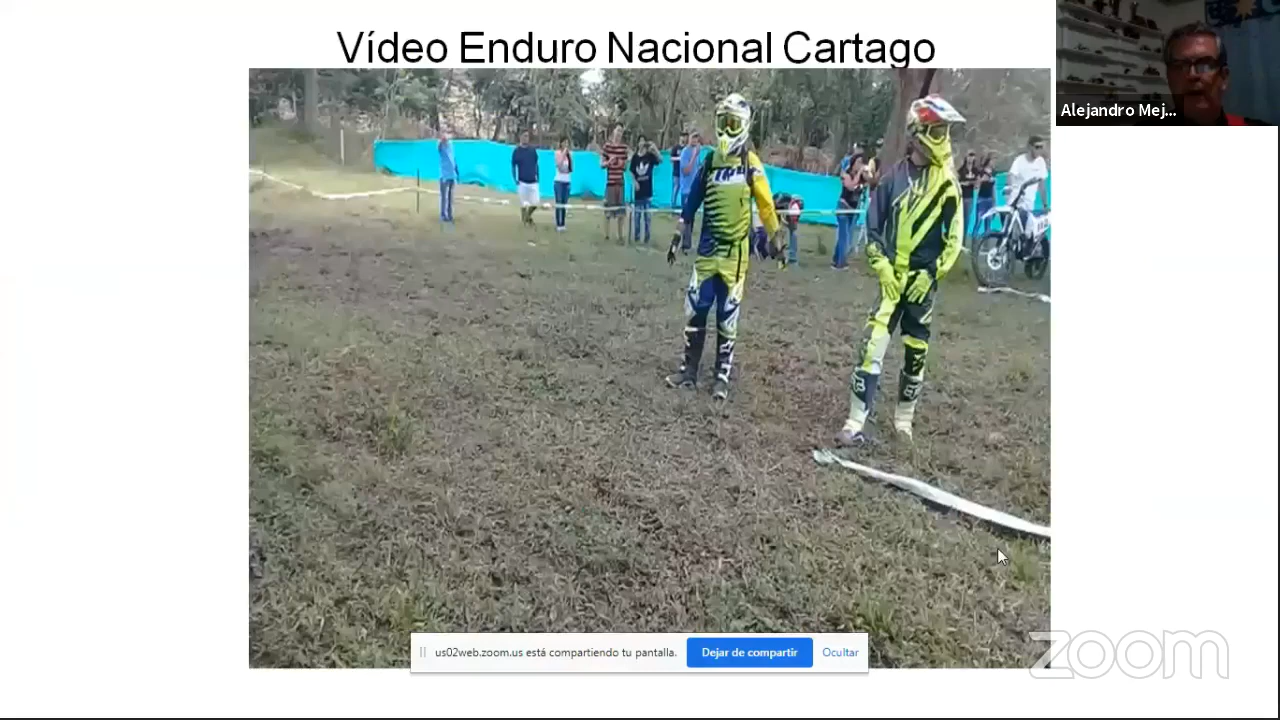 Vídeo Enduro Nacional Cartago
Alejandro Mej...
us02web.zoom.us está compartiendo tu pantalla.
Dejar de compartir
Ocultar
zoom